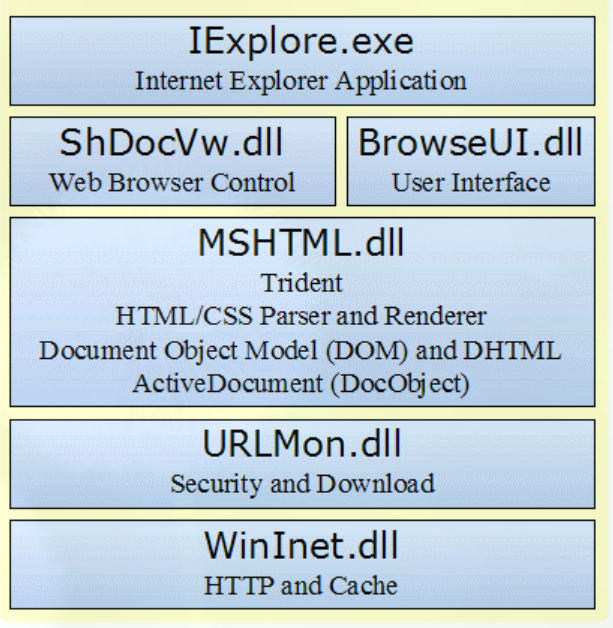 IExplore.exe
Internet Explorer Application
ShDocVw.dll
Web Browser Control
BrowseUI.dll
User Interface
MSHTML.dll
Trident
HTML/CSS Parser and Renderer
Document Object Model (DOM) and DHTML
ActiveDocument (DocObject)
URLMon.dll
Security and Download
WinInet.dll
HTTP and Cache